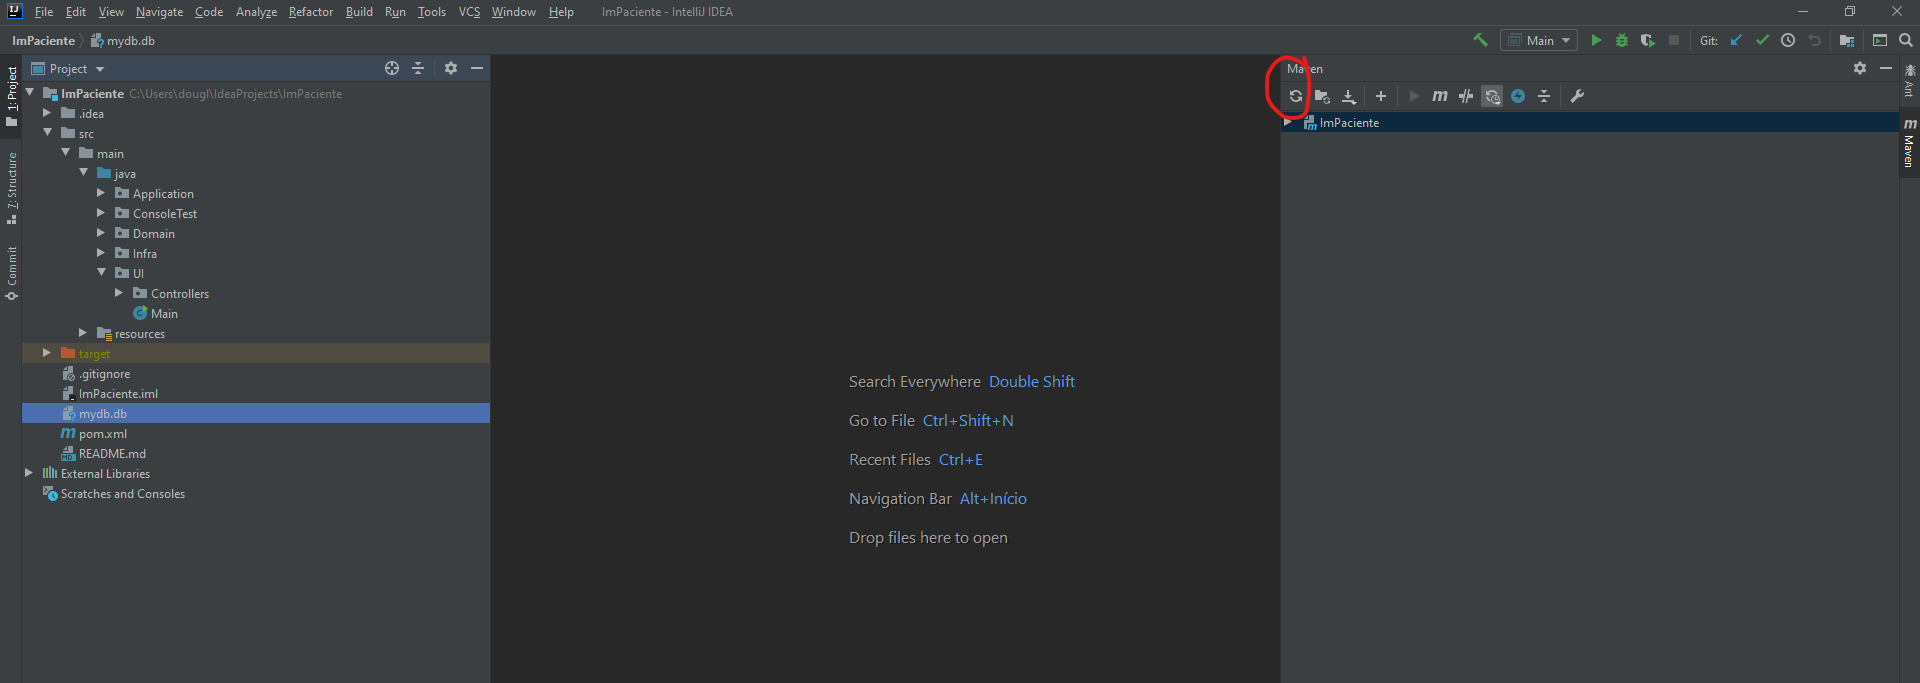 IJ File Edit View Navigate Code Analyze Refactor Build Run Tools VCS Window Help ImPaciente - IntelliJ IDEA
ImPaciente mydb.db Main Git:
Project
ImPaciente C:\Users\dougl\IdeaProjects\ImPaciente
.idea
src
main
java
Application
ConsoleTest
Domain
Infra
UI
Controllers
Main
resources
target
.gitignore
ImPaciente.iml
mydb.db
pom.xml
README.md
External Libraries
Scratches and Consoles
1: Project
7: Structure
Commit
Search Everywhere Double Shift
Go to File Ctrl+Shift+N
Recent Files Ctrl+E
Navigation Bar Alt+Início
Drop files here to open
Maven
m
ImPaciente
Ant
m Maven